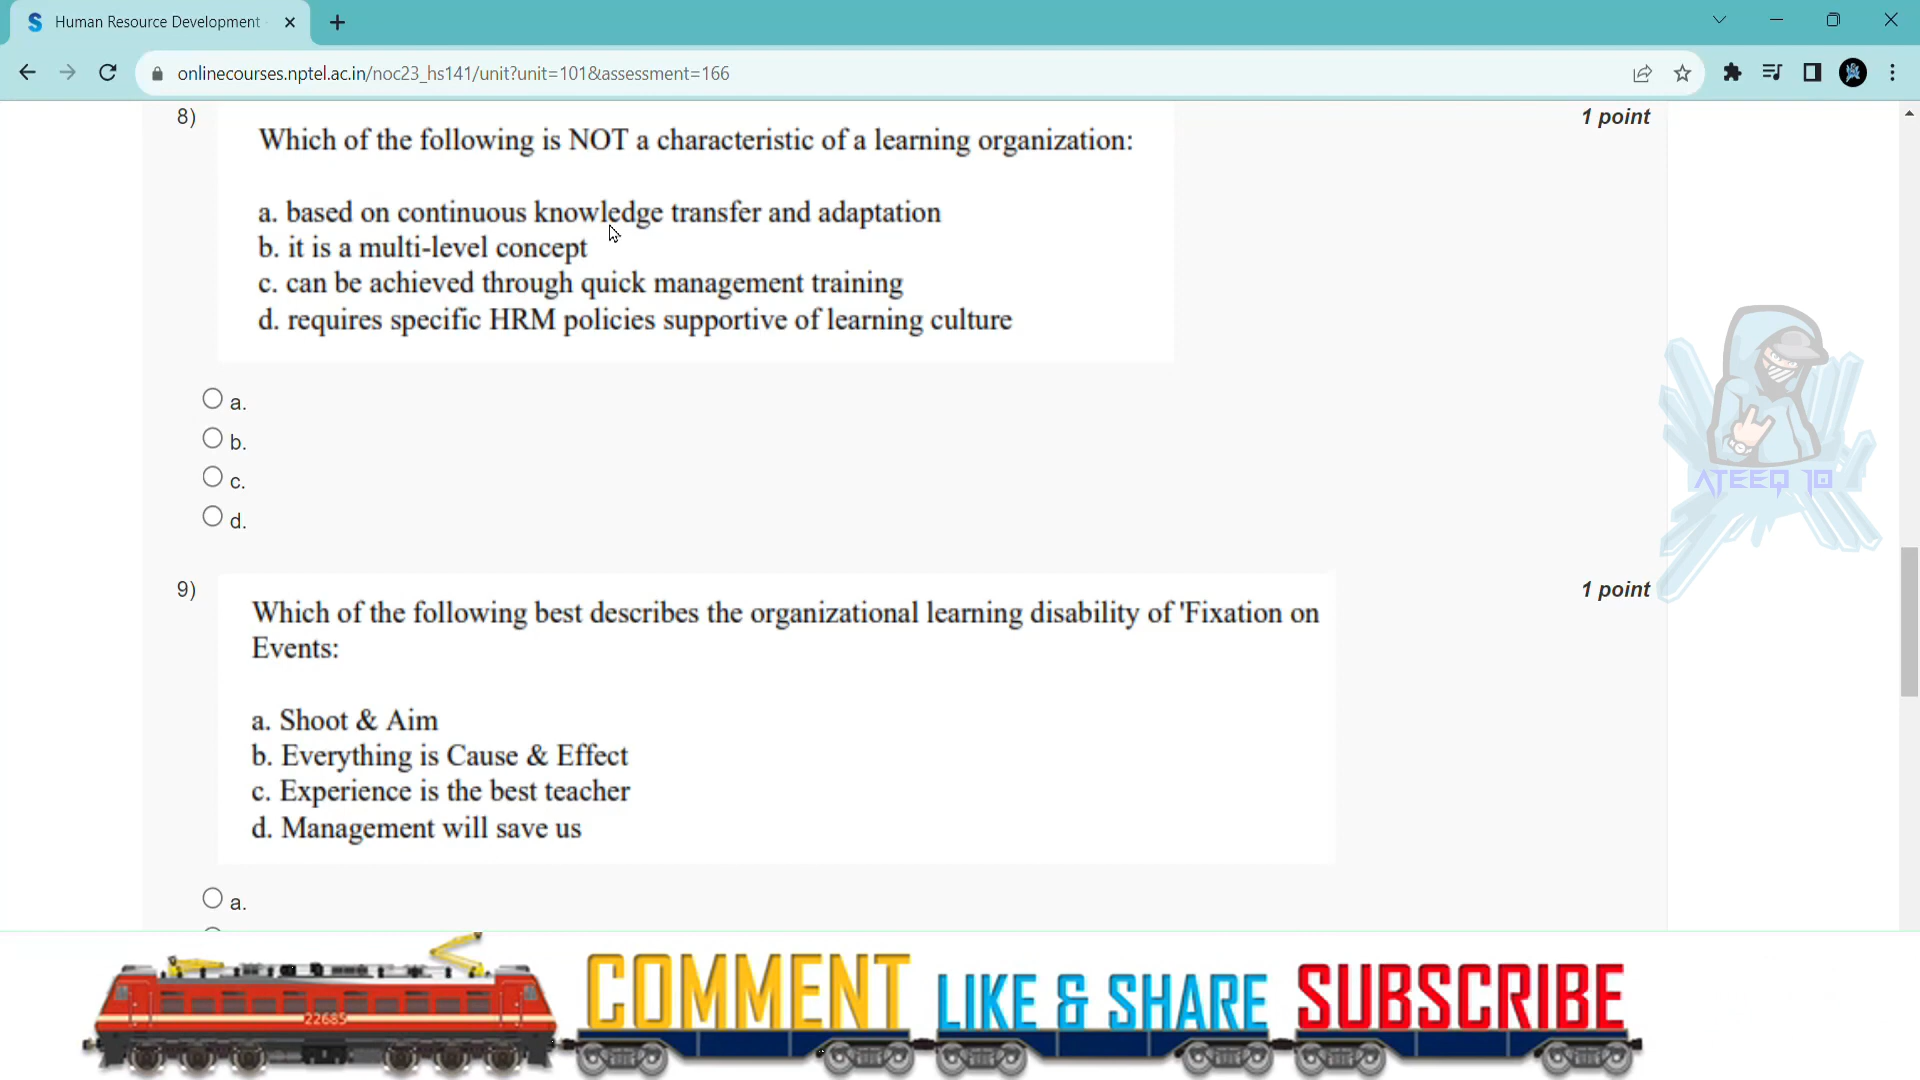 Human Resource Development
onlinecourses.nptel.ac.in/noc23_hs141/unit?unit=101&assessment=166
8)
1 point
Which of the following is NOT a characteristic of a learning organization:
a. based on continuous knowledge transfer and adaptation
b. it is a multi-level concept
c. can be achieved through quick management training
d. requires specific HRM policies supportive of learning culture
a.
b.
c.
d.
ATEEQ 10
9)
1 point
Which of the following best describes the organizational learning disability of 'Fixation on
Events:
a. Shoot & Aim
b. Everything is Cause & Effect
c. Experience is the best teacher
d. Management will save us
a.
22685
COMMENT LIKE & SHARE SUBSCRIBE